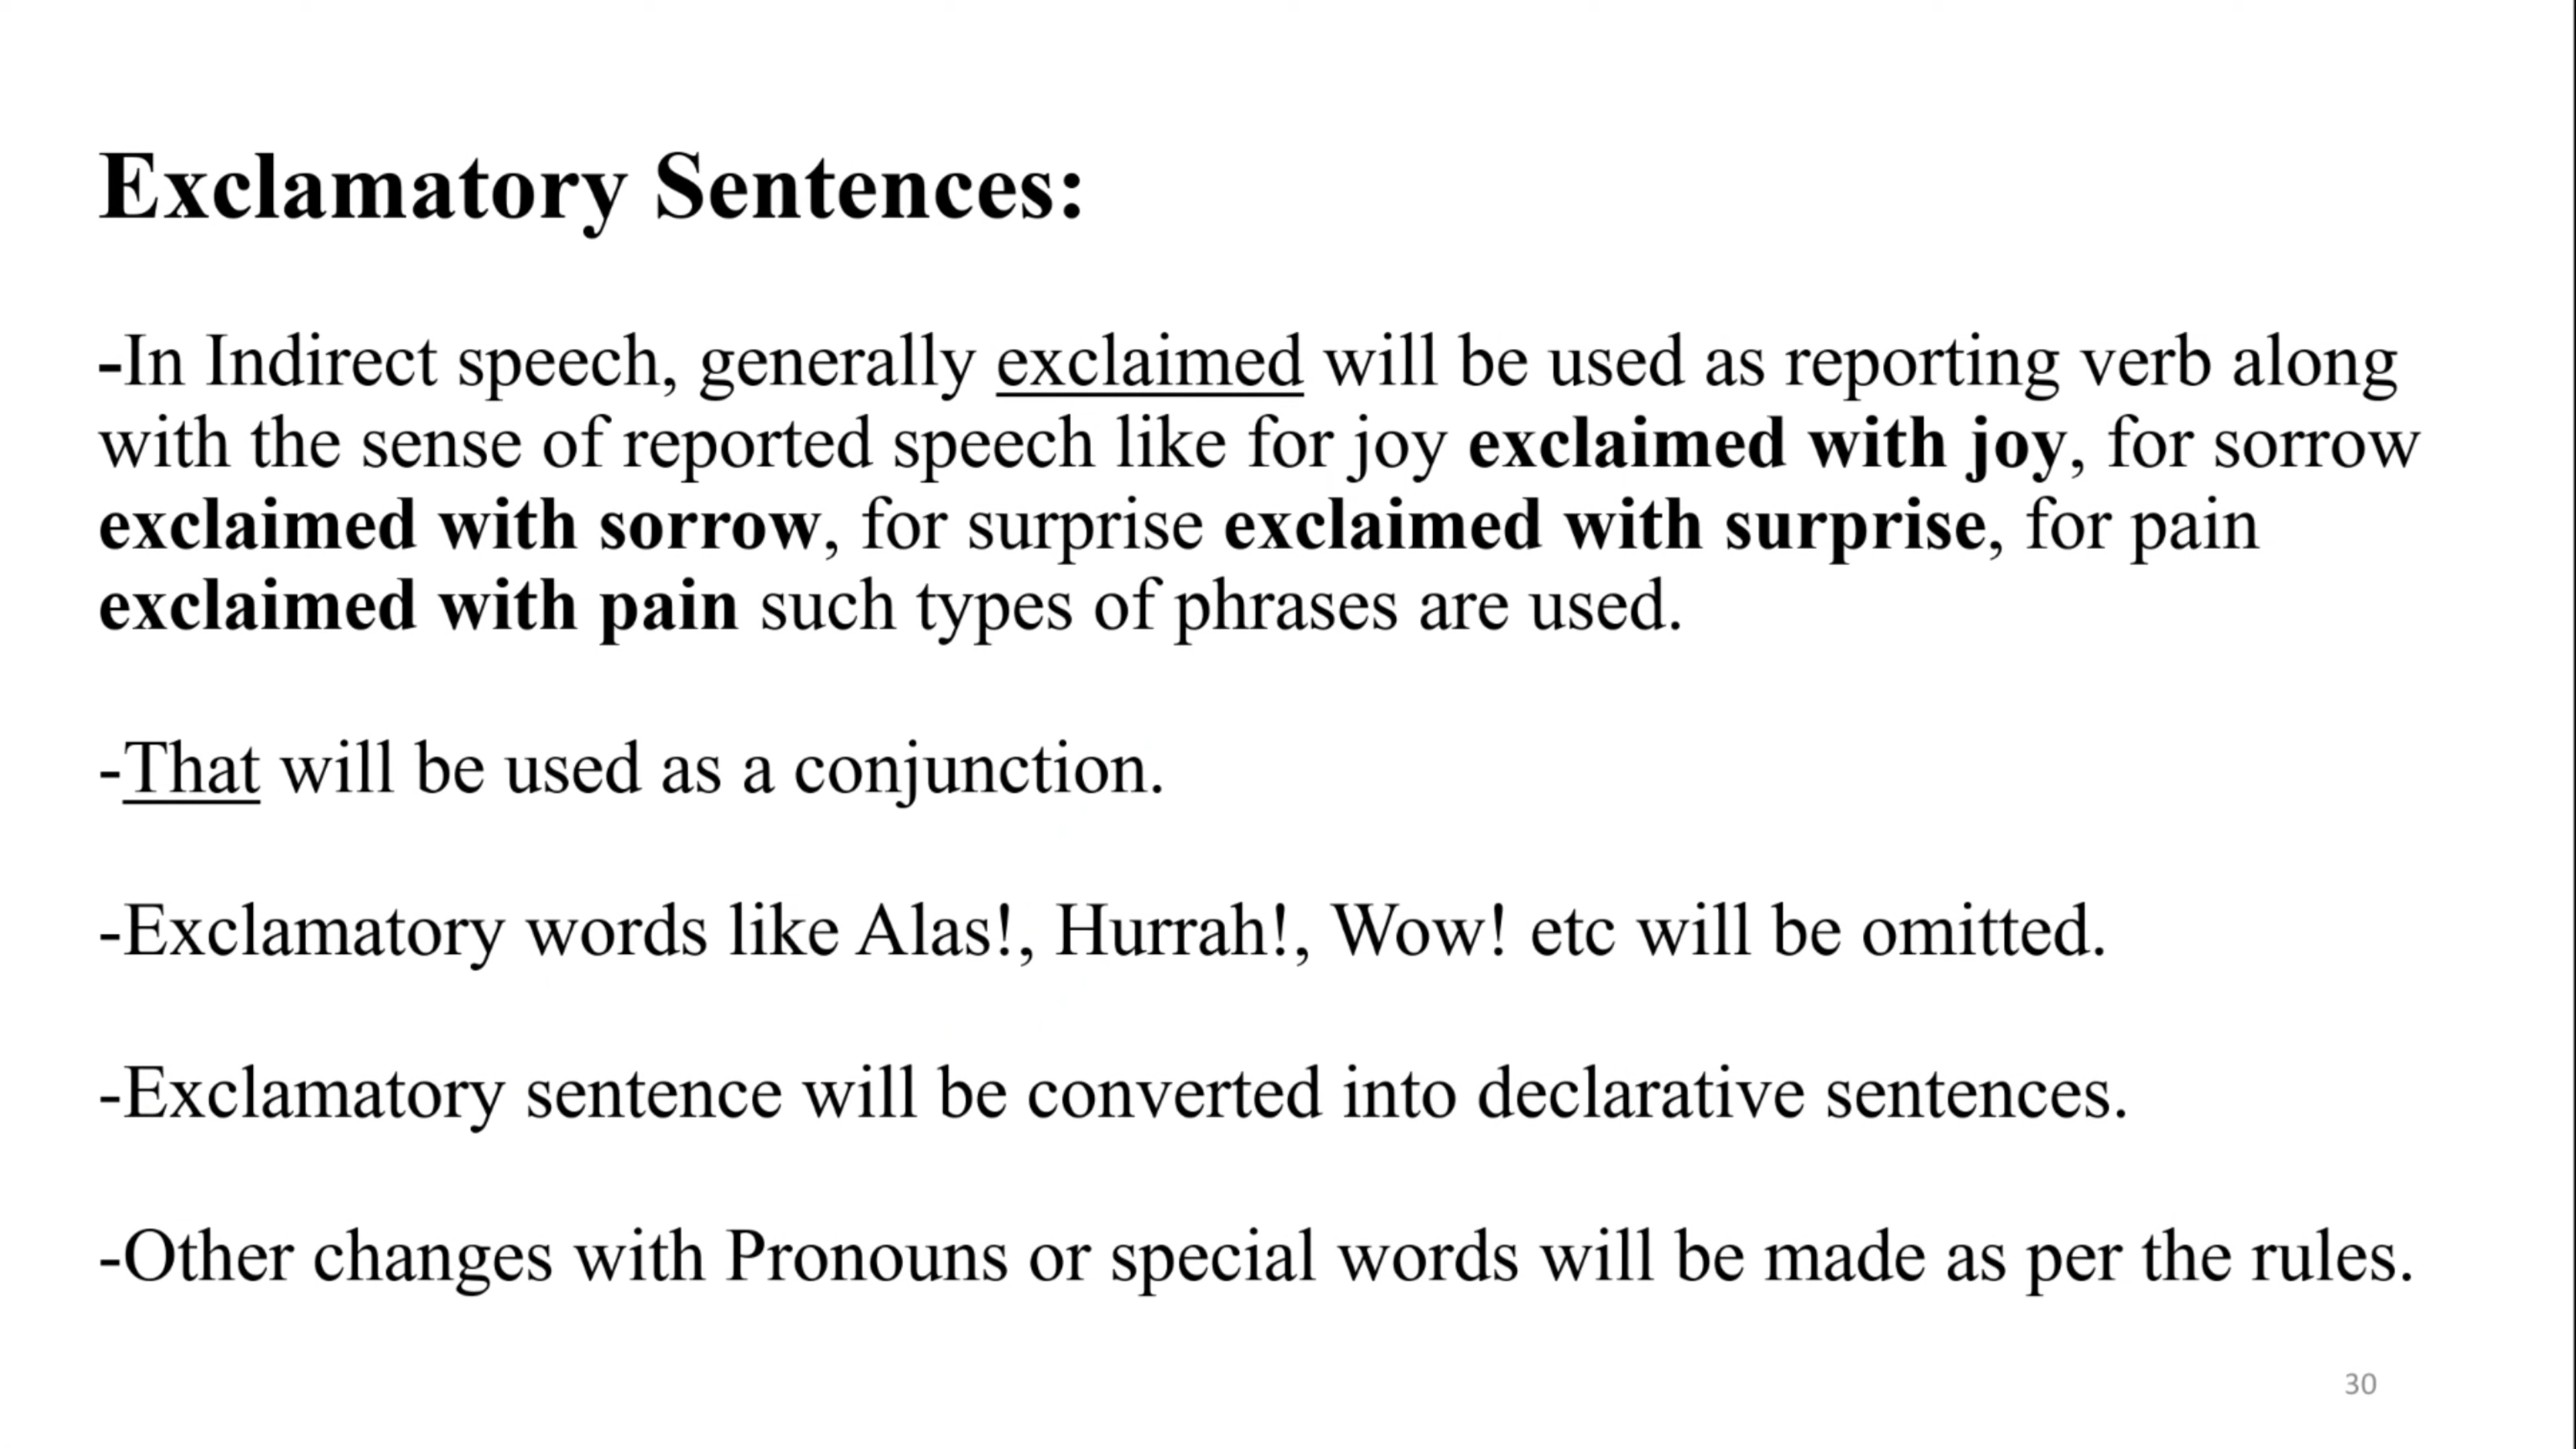 Exclamatory Sentences:
-In Indirect speech, generally exclaimed will be used as reporting verb along
with the sense of reported speech like for joy exclaimed with joy, for sorrow
exclaimed with sorrow, for surprise exclaimed with surprise, for pain
exclaimed with pain such types of phrases are used.
-That will be used as a conjunction.
-Exclamatory words like Alas!, Hurrah!, Wow! etc will be omitted.
-Exclamatory sentence will be converted into declarative sentences.
-Other changes with Pronouns or special words will be made as per the rules.
30